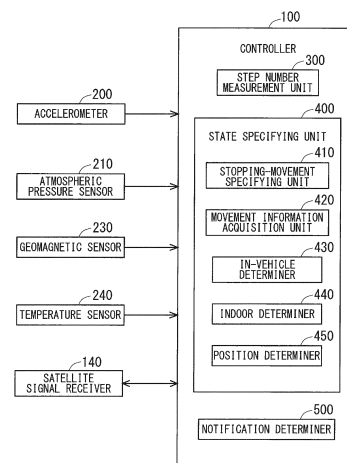 100
CONTROLLER
300
STEP NUMBER
MEASUREMENT UNIT
200
ACCELEROMETER
400
STATE SPECIFYING UNIT
410
STOPPING-MOVEMENT
SPECIFYING UNIT
210
ATMOSPHERIC
PRESSURE SENSOR
420
MOVEMENT INFORMATION
ACQUISITION UNIT
230
GEOMAGNETIC SENSOR
430
IN-VEHICLE
DETERMINER
240
TEMPERATURE SENSOR
440
INDOOR DETERMINER
450
POSITION DETERMINER
140
SATELLITE
SIGNAL RECEIVER
500
NOTIFICATION DETERMINER